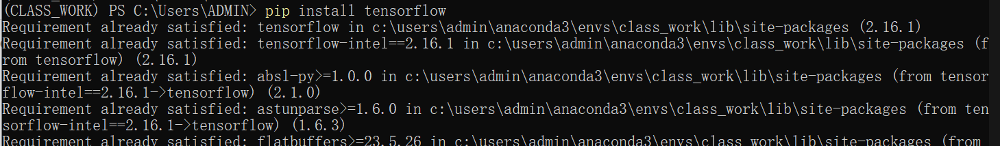 (CLASS_WORK) PS C:\Users\ADMIN> pip install tensorflow
Requirement already satisfied: tensorflow in c:\users\admin\anaconda3\envs\class_work\lib\site-packages (2.16.1)
Requirement already satisfied: tensorflow-intel==2.16.1 in c:\users\admin\anaconda3\envs\class_work\lib\site-packages (f
rom tensorflow) (2.16.1)
Requirement already satisfied: absl-py>=1.0.0 in c:\users\admin\anaconda3\envs\class_work\lib\site-packages (from tensor
flow-intel==2.16.1->tensorflow) (2.1.0)
Requirement already satisfied: astunparse>=1.6.0 in c:\users\admin\anaconda3\envs\class_work\lib\site-packages (from ten
sorflow-intel==2.16.1->tensorflow) (1.6.3)
Requirement already satisfied: flatbuffers>=23.5.26 in c:\users\admin\anaconda3\envs\class_work\lib\site-packages (from